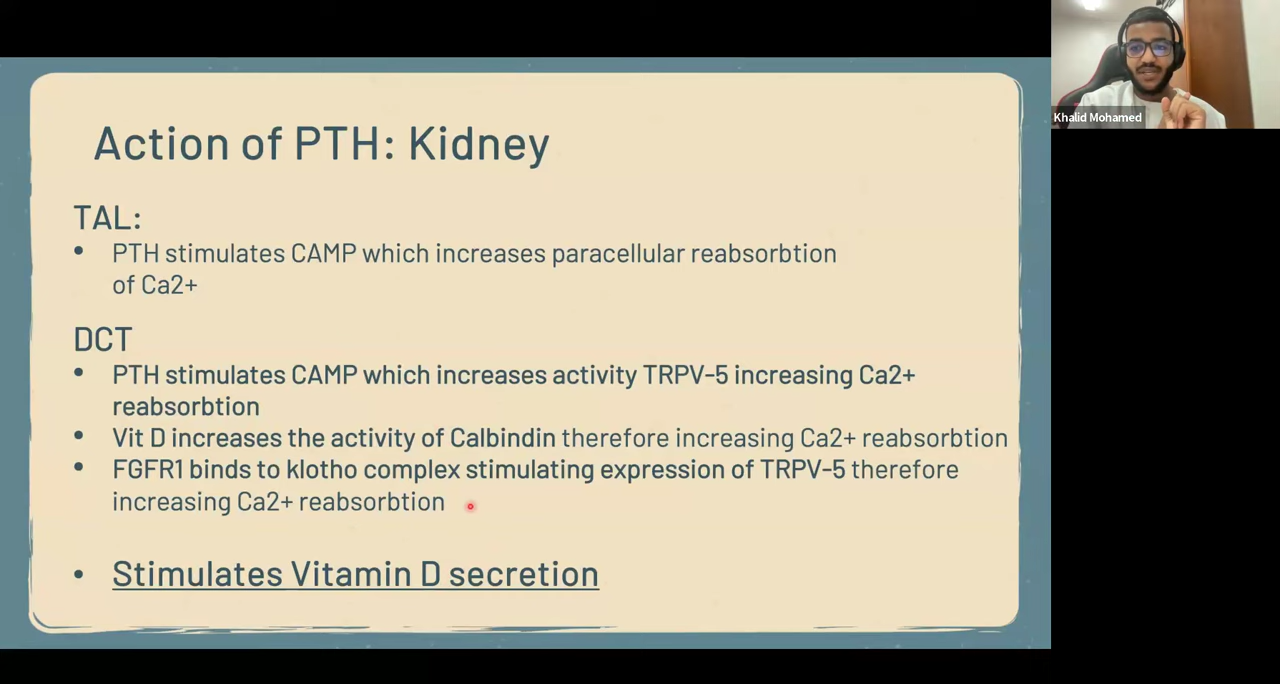 Khalid Mohamed
Action of PTH: Kidney
TAL:
• PTH stimulates CAMP which increases paracellular reabsorbtion
of Ca2+
DCT
• PTH stimulates CAMP which increases activity TRPV-5 increasing Ca2+
reabsorbtion
• Vit D increases the activity of Calbindin therefore increasing Ca2+ reabsorbtion
• FGFR1 binds to klotho complex stimulating expression of TRPV-5 therefore
increasing Ca2+ reabsorbtion
• Stimulates Vitamin D secretion